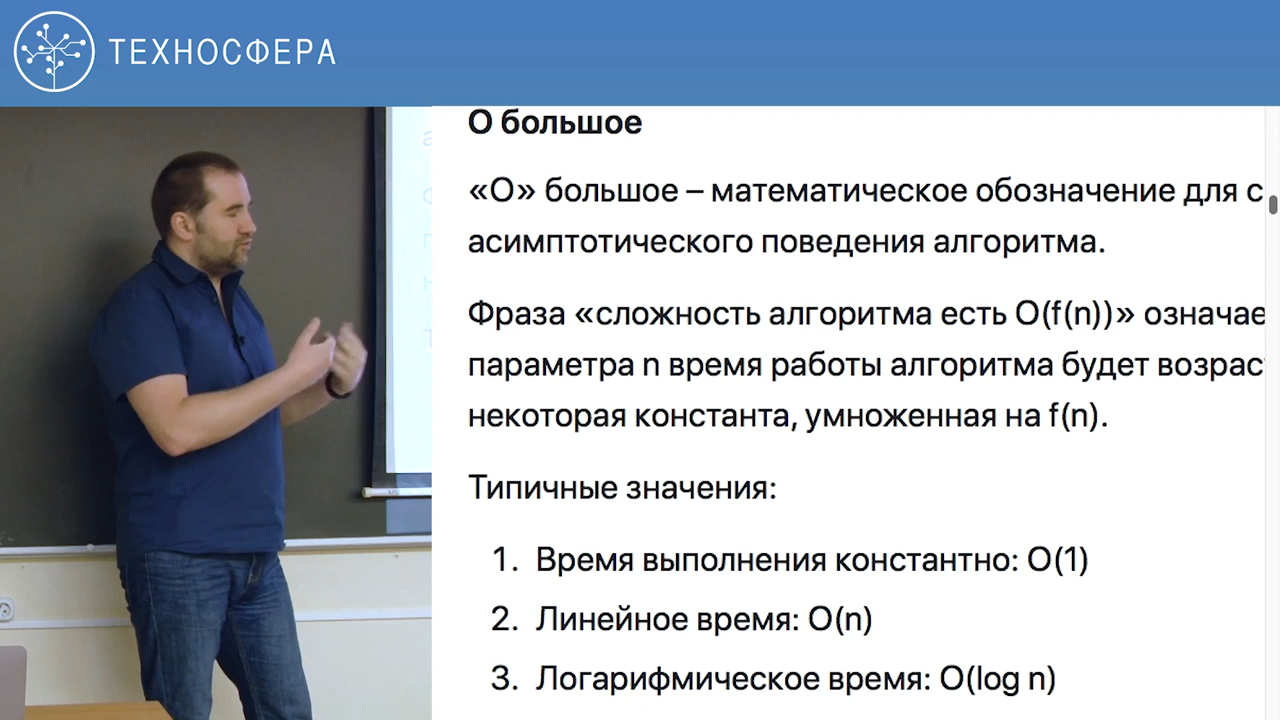 ТЕХНОСФЕРА
О большое
«О» большое – математическое обозначение для с
асимптотического поведения алгоритма.
Фраза «сложность алгоритма есть O(f(n))» означае
параметра n время работы алгоритма будет возрас
некоторая константа, умноженная на f(n).
Типичные значения:
1. Время выполнения константно: O(1)
2. Линейное время: O(n)
3. Логарифмическое время: O(log n)